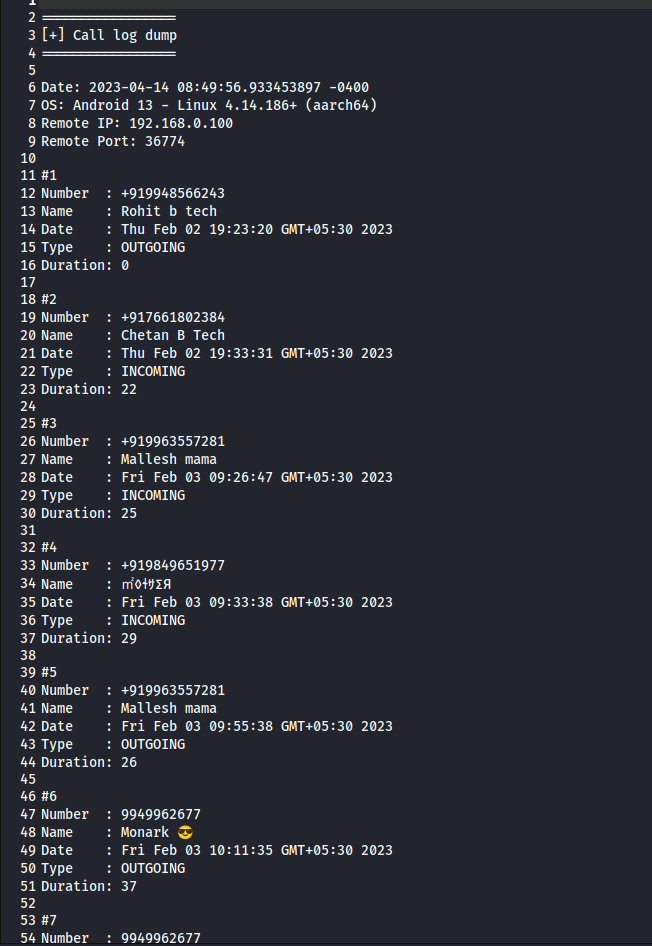 1
2 =================
3 [+] Call log dump
4 =================
5
6 Date: 2023-04-14 08:49:56.933453897 -0400
7 OS: Android 13 - Linux 4.14.186+ (aarch64)
8 Remote IP: 192.168.0.100
9 Remote Port: 36774
10
11 #1
12 Number  : +919948566243
13 Name    : Rohit b tech
14 Date    : Thu Feb 02 19:23:20 GMT+05:30 2023
15 Type    : OUTGOING
16 Duration: 0
17
18 #2
19 Number  : +917661802384
20 Name    : Chetan B Tech
21 Date    : Thu Feb 02 19:33:31 GMT+05:30 2023
22 Type    : INCOMING
23 Duration: 22
24
25 #3
26 Number  : +919963557281
27 Name    : Mallesh mama
28 Date    : Fri Feb 03 09:26:47 GMT+05:30 2023
29 Type    : INCOMING
30 Duration: 25
31
32 #4
33 Number  : +919849651977
34 Name    :
35 Date    : Fri Feb 03 09:33:38 GMT+05:30 2023
36 Type    : INCOMING
37 Duration: 29
38
39 #5
40 Number  : +919963557281
41 Name    : Mallesh mama
42 Date    : Fri Feb 03 09:55:38 GMT+05:30 2023
43 Type    : OUTGOING
44 Duration: 26
45
46 #6
47 Number  : 9949962677
48 Name    : Monark 😎
49 Date    : Fri Feb 03 10:11:35 GMT+05:30 2023
50 Type    : OUTGOING
51 Duration: 37
52
53 #7
54 Number  : 9949962677